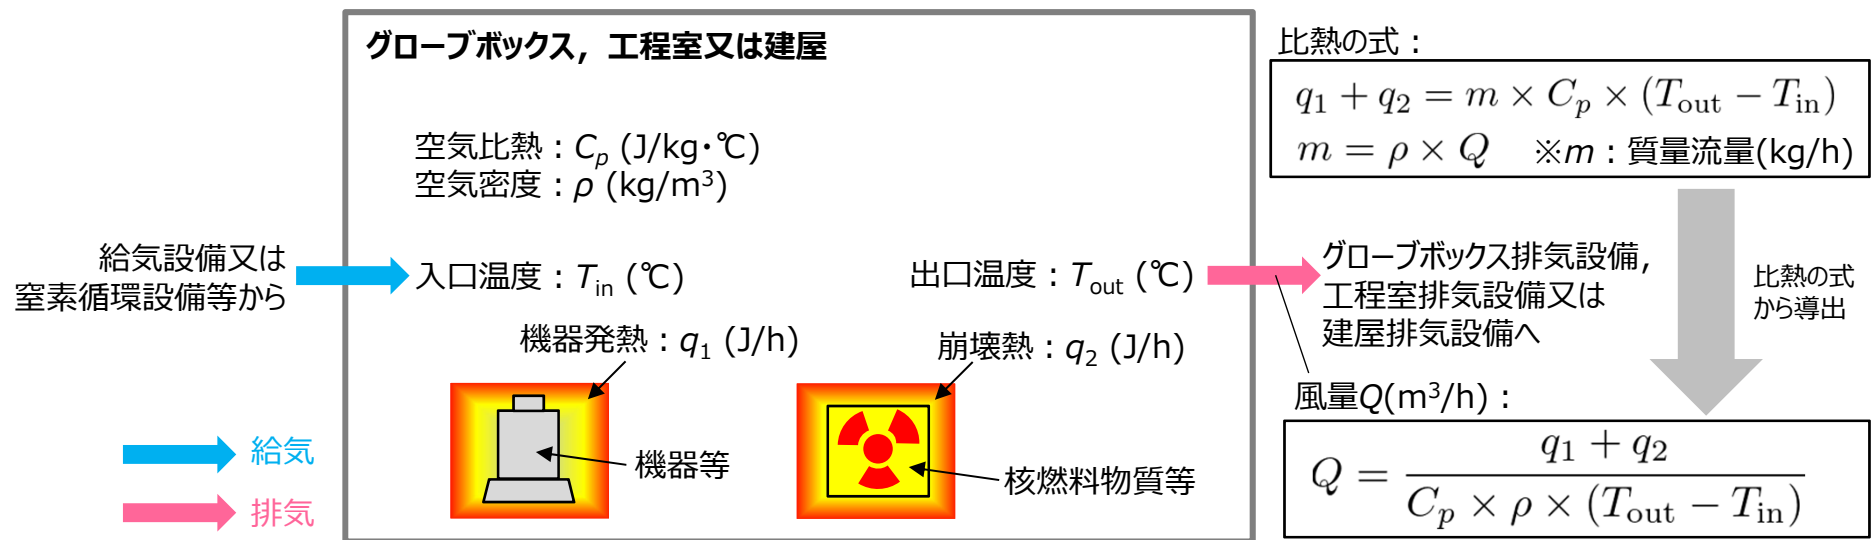 グローブボックス，工程室又は建屋
空気比熱：Cp (J/kg・℃)
空気密度：ρ (kg/m³)
給気設備又は
窒素循環設備等から
入口温度：Tin (℃)
出口温度：Tout (℃)
機器発熱：q1 (J/h)
崩壊熱：q2 (J/h)
機器等
核燃料物質等
給気
排気
比熱の式：
q1 + q2 = m × Cp × (Tout − Tin)
m = ρ × Q ※m：質量流量(kg/h)
グローブボックス排気設備，
工程室排気設備又は
建屋排気設備へ
比熱の式
から導出
風量Q(m³/h)：
Q = \frac{q1 + q2}{Cp × ρ × (Tout − Tin)}